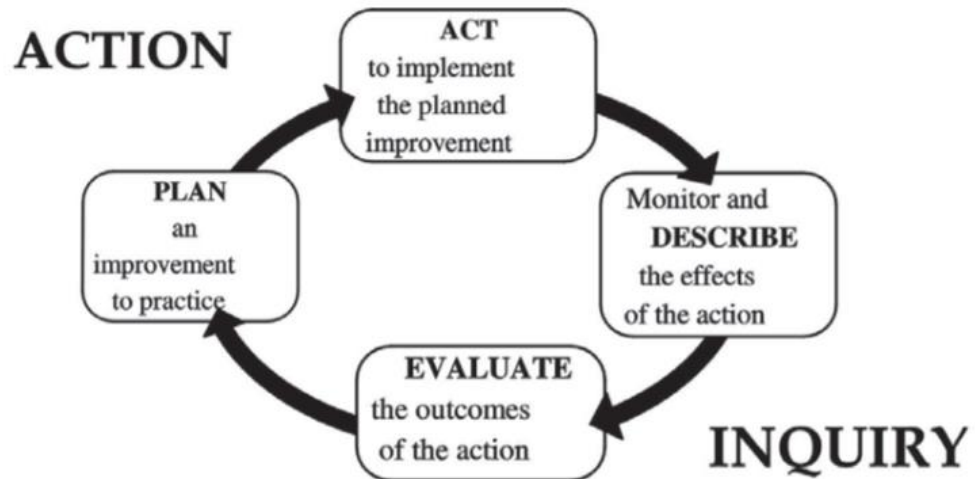 ACTION
ACT
to implement
the planned
improvement
PLAN
an
improvement
to practice
Monitor and
DESCRIBE
the effects
of the action
EVALUATE
the outcomes
of the action
INQUIRY